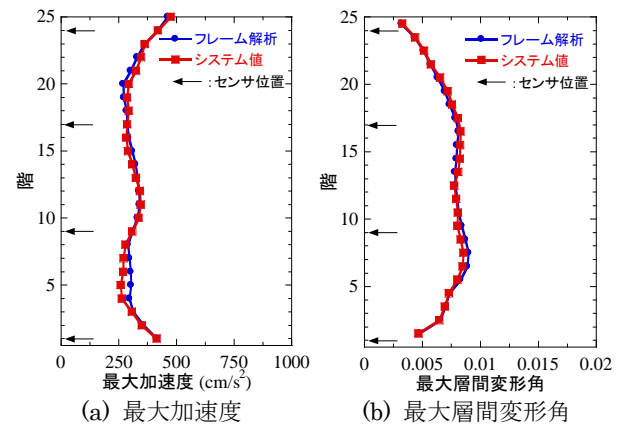 25
20
15
10
5
0
階
フレーム解析
システム値
：センサ位置
0 250 500 750 1000
最大加速度 (cm/s²)
(a) 最大加速度
25
20
15
10
5
階
フレーム解析
システム値
：センサ位置
0 0.005 0.01 0.015 0.02
最大層間変形角
(b) 最大層間変形角